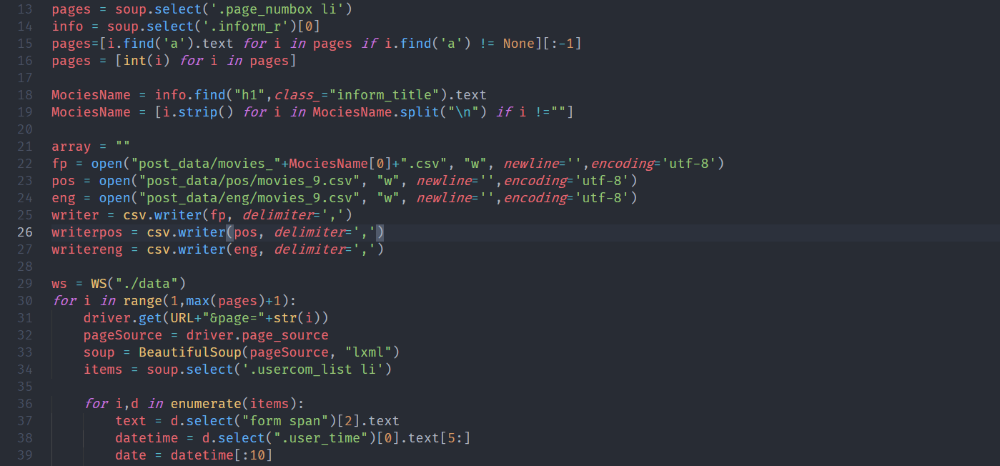 13 pages = soup.select('.page_numbox li')
14 info = soup.select('.inform_r')[0]
15 pages=[i.find('a').text for i in pages if i.find('a') != None][:-1]
16 pages = [int(i) for i in pages]
17
18 MociesName = info.find("h1",class_="inform_title").text
19 MociesName = [i.strip() for i in MociesName.split("\n") if i !=""]
20
21 array = ""
22 fp = open("post_data/movies_"+MociesName[0]+".csv", "w", newline='',encoding='utf-8')
23 pos = open("post_data/pos/movies_9.csv", "w", newline='',encoding='utf-8')
24 eng = open("post_data/eng/movies_9.csv", "w", newline='',encoding='utf-8')
25 writer = csv.writer(fp, delimiter=',')
26 writerpos = csv.writer(pos, delimiter=',')
27 writereng = csv.writer(eng, delimiter=',')
28
29 ws = WS("./data")
30 for i in range(1,max(pages)+1):
31     driver.get(URL+"&page="+str(i))
32     pageSource = driver.page_source
33     soup = BeautifulSoup(pageSource, "lxml")
34     items = soup.select('.usercom_list li')
35
36     for i,d in enumerate(items):
37         text = d.select("form span")[2].text
38         datetime = d.select(".user_time")[0].text[5:]
39         date = datetime[:10]